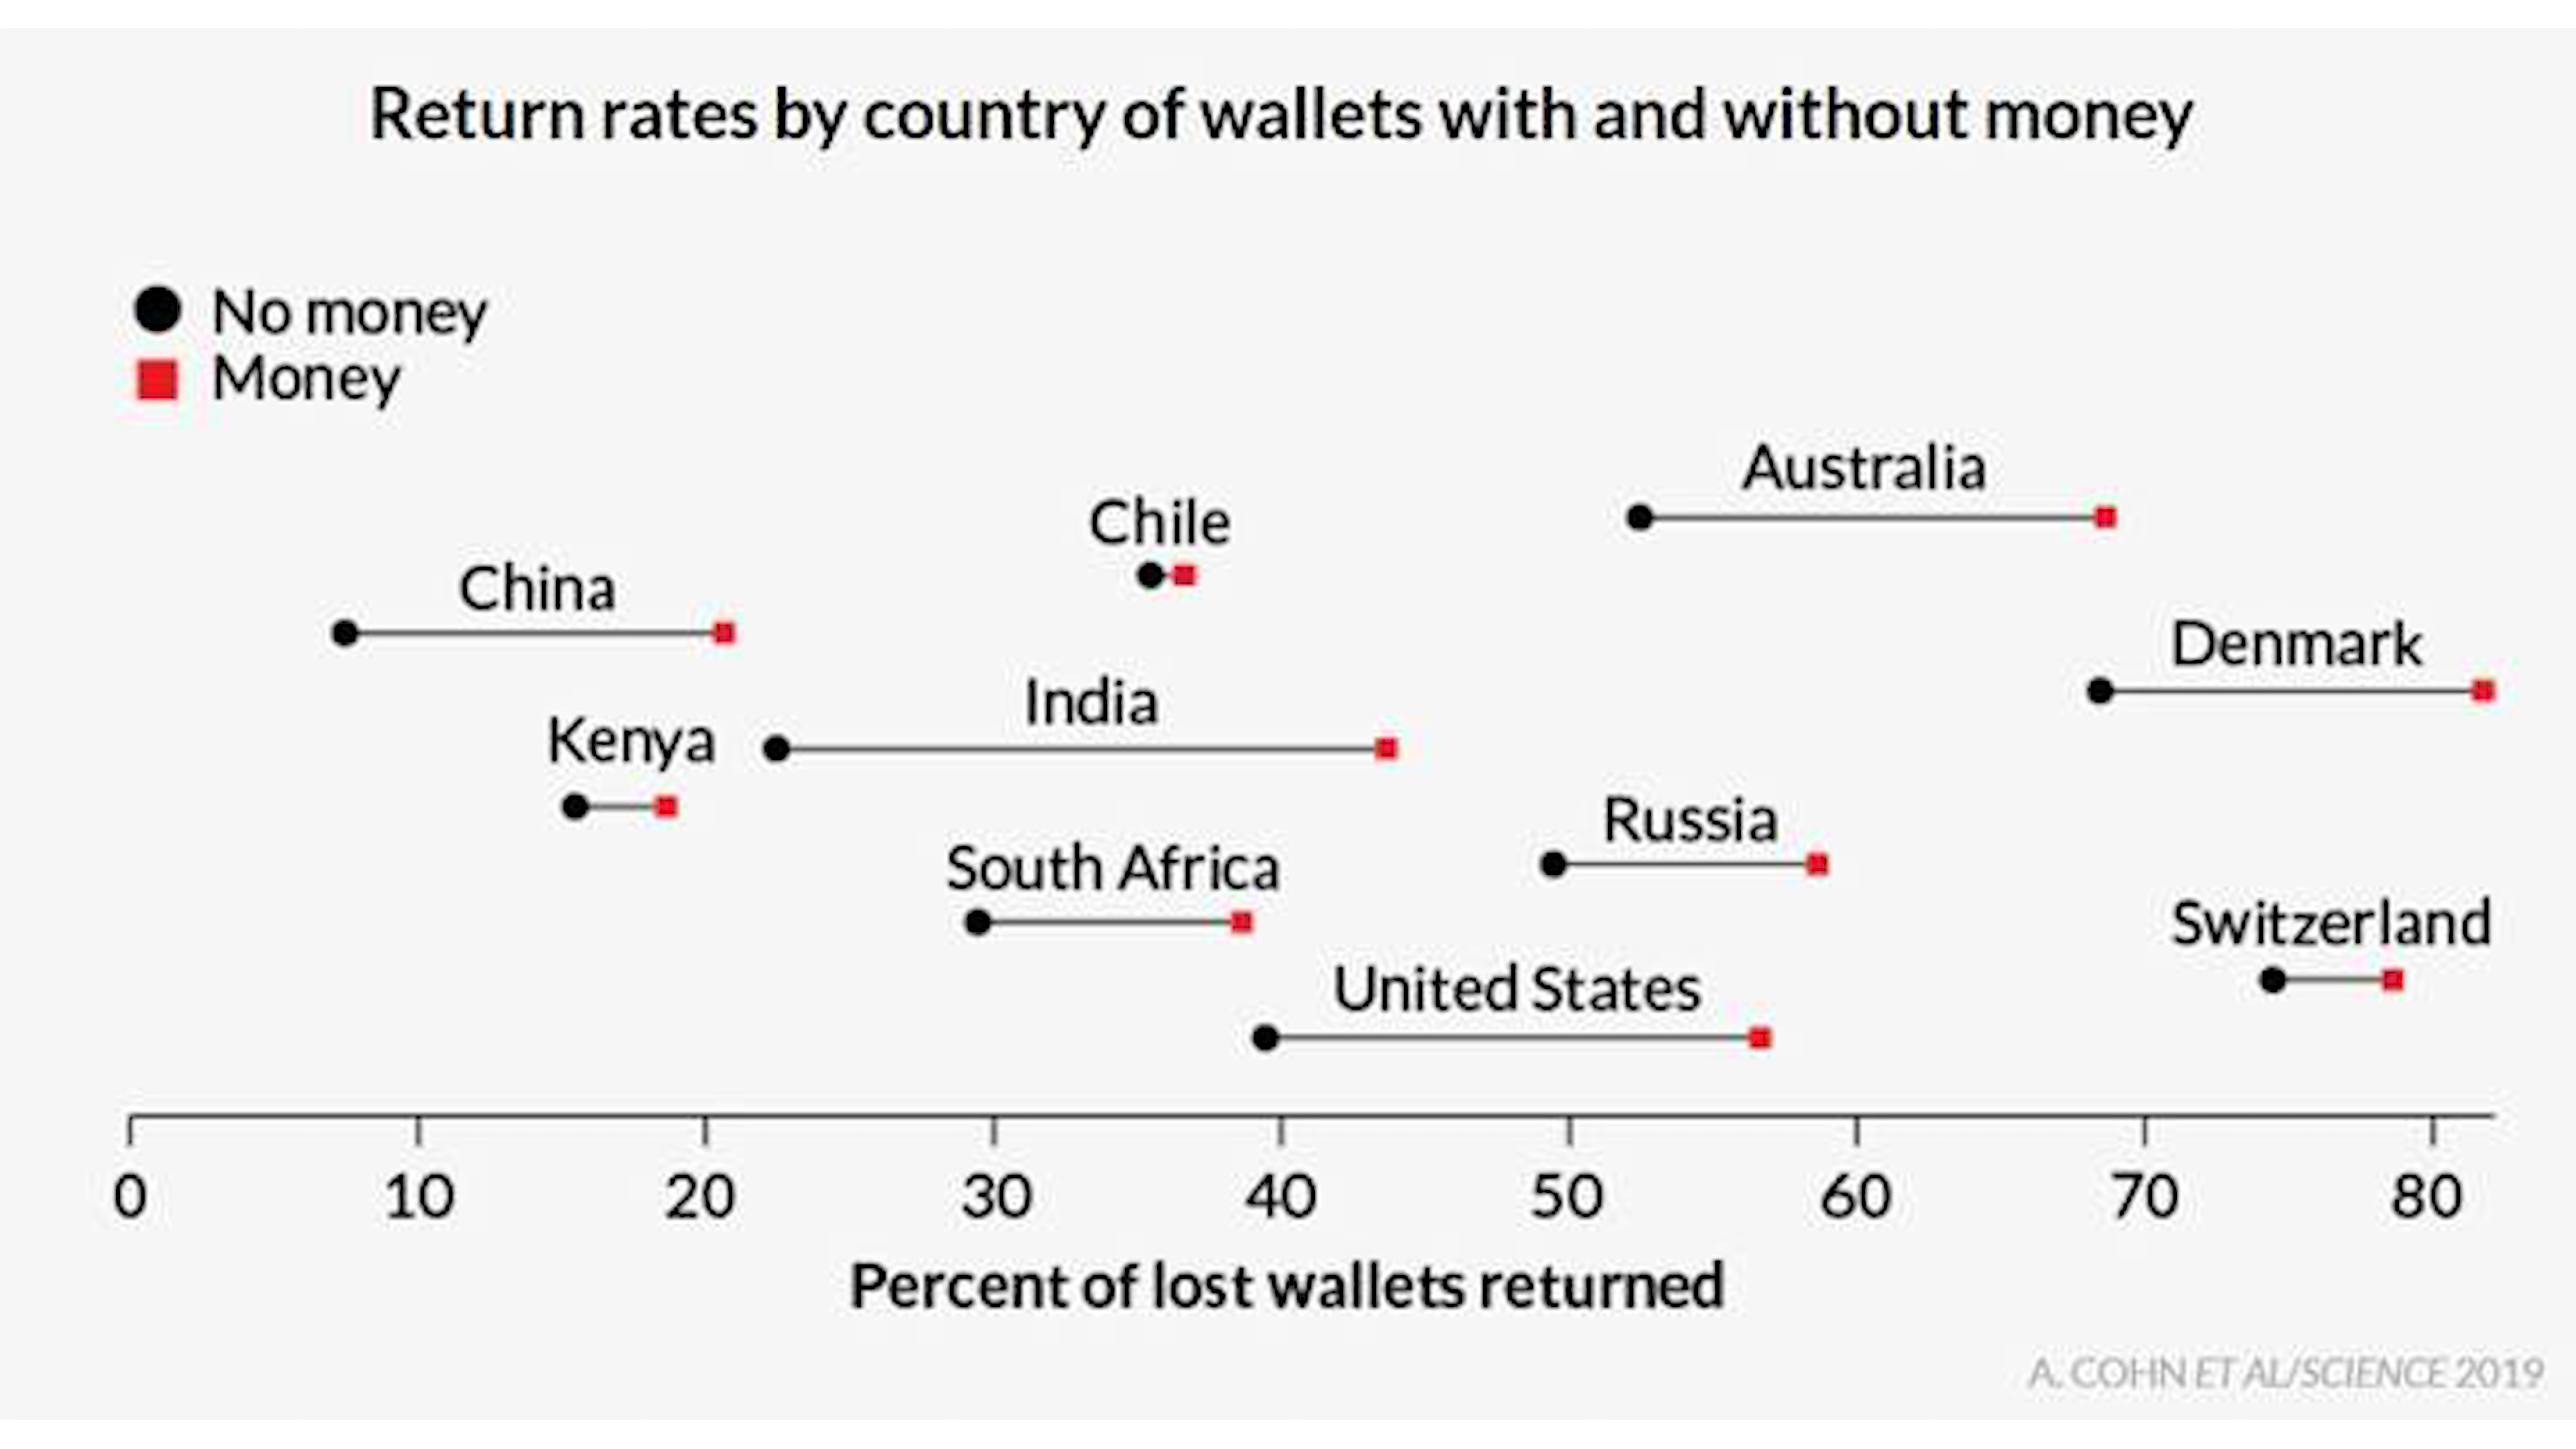 Return rates by country of wallets with and without money
No money
Money
Australia
Chile
China
Denmark
India
Kenya
Russia
South Africa
Switzerland
United States
0 10 20 30 40 50 60 70 80
Percent of lost wallets returned
A. COHN ET AL/SCIENCE 2019